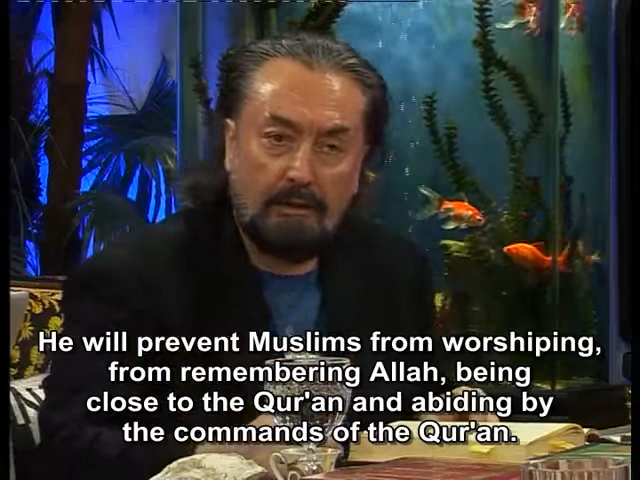 He will prevent Muslims from worshiping,
from remembering Allah, being
close to the Qur'an and abiding by
the commands of the Qur'an.